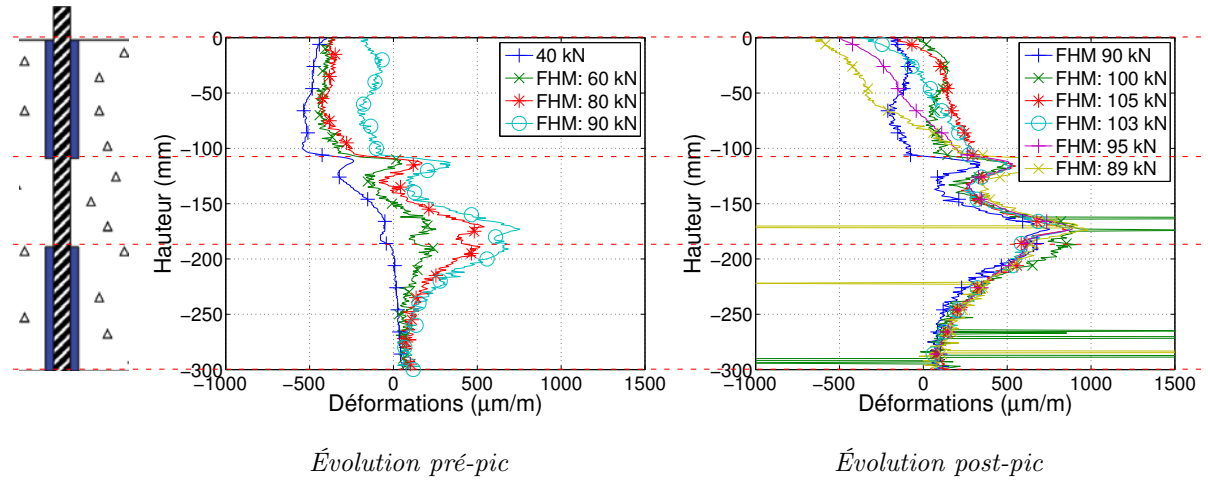 0
−50
−100
−150
−200
−250
−300
−1000
−500
0
500
1000
1500
Hauteur (mm)
Déformations (μm/m)
40 kN
FHM: 60 kN
FHM: 80 kN
FHM: 90 kN
Évolution pré-pic
0
−50
−100
−150
−200
−250
−300
−1000
−500
0
500
1000
1500
Hauteur (mm)
Déformations (μm/m)
FHM 90 kN
FHM: 100 kN
FHM: 105 kN
FHM: 103 kN
FHM: 95 kN
FHM: 89 kN
Évolution post-pic